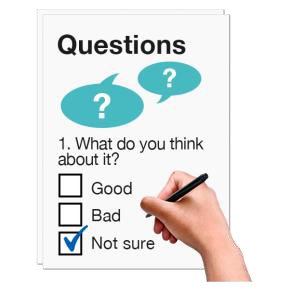 Questions
? ?
1. What do you think
about it?
Good
Bad
Not sure